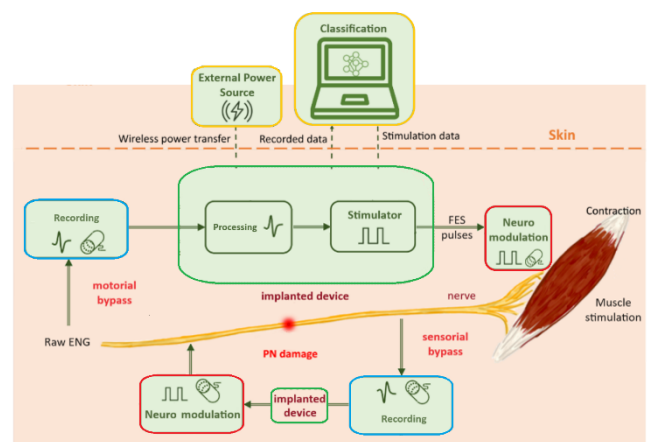 Classification
External Power
Source
Wireless power transfer
Recorded data
Stimulation data
Skin
Recording
Processing
Stimulator
FES
pulses
Neuro
modulation
Contraction
motorial
bypass
implanted device
nerve
Muscle
stimulation
Raw ENG
PN damage
sensorial
bypass
Neuro modulation
implanted
device
Recording